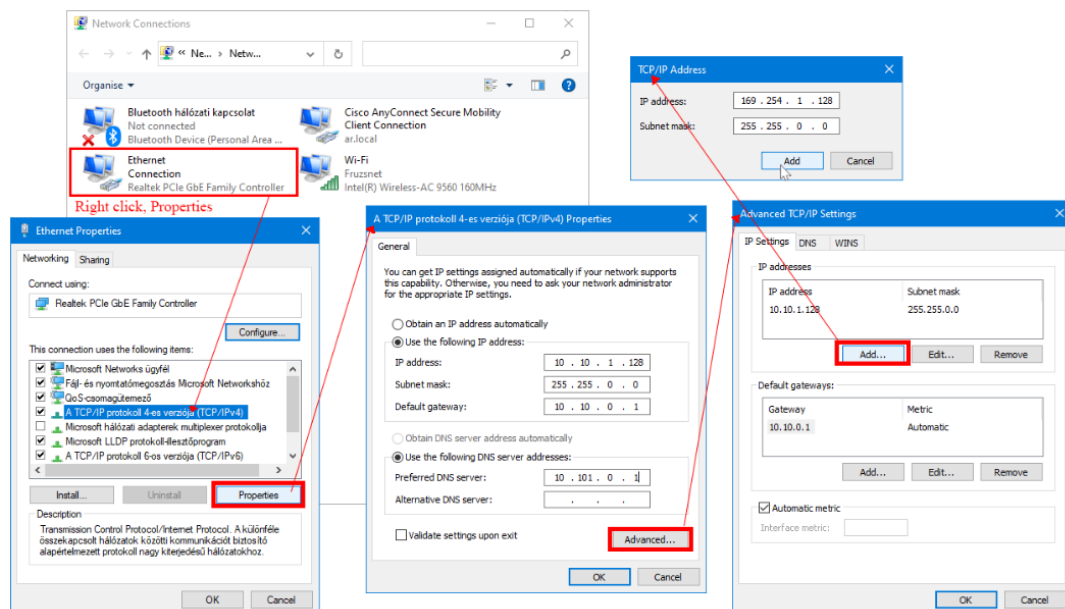 Network Connections
« Ne... › Netw...
Organise
Bluetooth hálózati kapcsolat
Not connected
Bluetooth Device (Personal Area ...
Cisco AnyConnect Secure Mobility
Client Connection
ar.local
Ethernet
Connection
Realtek PCIe GbE Family Controller
Wi-Fi
Fruzsnet
Intel(R) Wireless-AC 9560 160MHz
Right click, Properties
TCP/IP Address
IP address:
169 . 254 . 1 . 128
Subnet mask:
255 . 255 . 0 . 0
Add
Cancel
Ethernet Properties
Networking
Sharing
Connect using:
Realtek PCIe GbE Family Controller
Configure...
This connection uses the following items:
Microsoft Networks ügyfél
Fájl- és nyomtatómegosztás Microsoft Networkshöz
QoS-csomagütemező
A TCP/IP protokoll 4-es verziója (TCP/IPv4)
Microsoft hálózati adapterek multiplexer protokollja
Microsoft LLDP protokoll-illesztőprogram
A TCP/IP protokoll 6-os verziója (TCP/IPv6)
Install...
Uninstall
Properties
Description
Transmission Control Protocol/Internet Protocol. A különféle
összekapcsolt hálózatok közötti kommunikációt biztosító
alapértelmezett protokoll nagy kiterjedésű hálózatokhoz.
OK
Cancel
A TCP/IP protokoll 4-es verziója (TCP/IPv4) Properties
General
You can get IP settings assigned automatically if your network supports
this capability. Otherwise, you need to ask your network administrator
for the appropriate IP settings.
Obtain an IP address automatically
Use the following IP address:
IP address:
10 . 10 . 1 . 128
Subnet mask:
255 . 255 . 0 . 0
Default gateway:
10 . 10 . 0 . 1
Obtain DNS server address automatically
Use the following DNS server addresses:
Preferred DNS server:
10 . 101 . 0 . 1
Alternative DNS server:
. . .
Validate settings upon exit
Advanced...
OK
Cancel
Advanced TCP/IP Settings
IP Settings
DNS
WINS
IP addresses
IP address
Subnet mask
10.10.1.128
255.255.0.0
Add...
Edit...
Remove
Default gateways:
Gateway
Metric
10.10.0.1
Automatic
Add...
Edit...
Remove
Automatic metric
Interface metric:
OK
Cancel